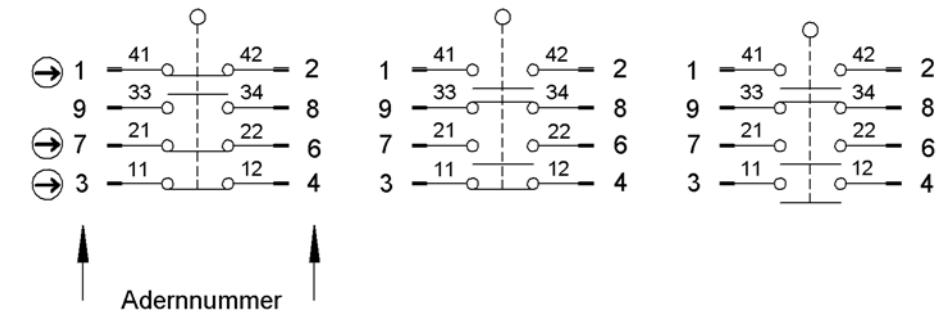 41 42 41 42 41 42
1 2 1 2 1 2
33 34 33 34 33 34
9 8 9 8 9 8
21 22 21 22 21 22
7 6 7 6 7 6
11 12 11 12 11 12
3 4 3 4 3 4
Adernnummer